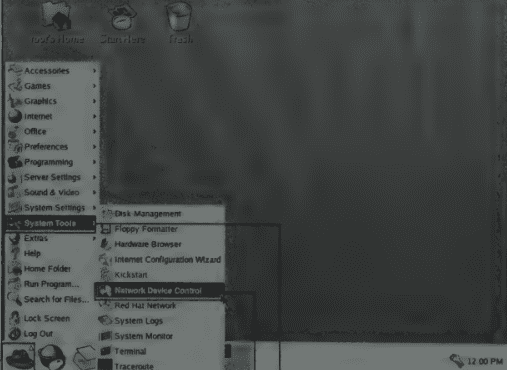 root's Home
Start Here
Trash
Accessories
Games
Graphics
Internet
Office
Preferences
Programming
Server Settings
Sound & Video
System Settings
System Tools
Extras
Help
Home Folder
Run Program...
Search for Files...
Lock Screen
Log Out
Disk Management
Floppy Formatter
Hardware Browser
Internet Configuration Wizard
Kickstart
Network Device Control
Red Hat Network
System Logs
System Monitor
Terminal
Traceroute
12:00 PM